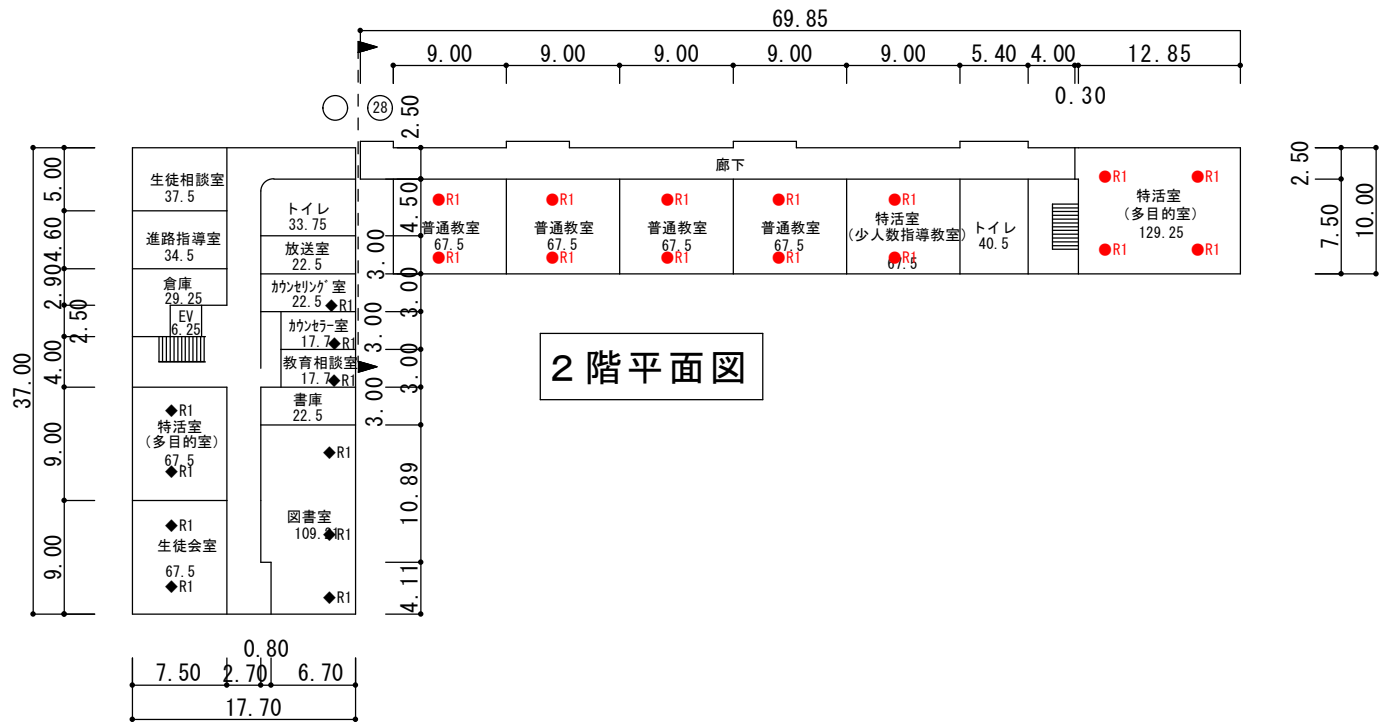 69.85
9.00 9.00 9.00 9.00 9.00 5.40 4.00 12.85
0.30
28
2.50
廊下
2.50
7.50
10.00
生徒相談室
37.5
進路指導室
34.5
倉庫
29.25
EV
6.25
トイレ
33.75
放送室
22.5
カウンセリング室
22.5
R1
カウンセラー室
17.7
R1
教育相談室
17.7
R1
書庫
22.5
5.00
4.60
2.90
2.50
4.00
9.00
9.00
37.00
4.50
3.00
3.00
3.00
3.00
3.00
10.89
4.11
R1
普通教室
67.5
R1
R1
普通教室
67.5
R1
R1
普通教室
67.5
R1
R1
普通教室
67.5
R1
R1
特活室
(少人数指導教室)
67.5
R1
トイレ
40.5
R1 R1
特活室
(多目的室)
129.25
R1 R1
2階平面図
R1
特活室
(多目的室)
67.5
R1
R1
生徒会室
67.5
R1
R1
図書室
R1
R1
0.80
7.50 2.70 6.70
17.70